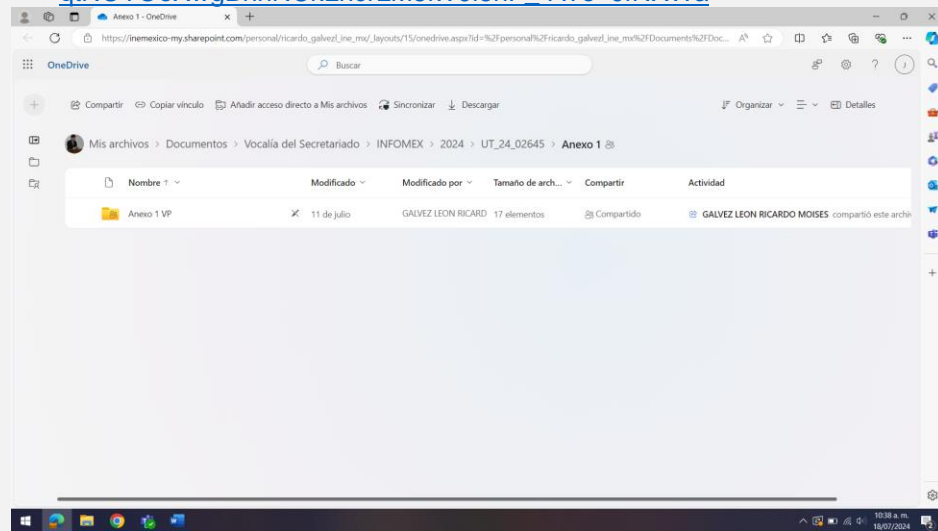 Anexo 1 - OneDrive
https://inemexico-my.sharepoint.com/personal/ricardo_galvezl_ine_mx/_layouts/15/onedrive.aspx?id=%2Fpersonal%2Fricardo_galvezl_ine_mx%2FDocuments%2FDoc...
OneDrive
Buscar
Compartir Copiar vínculo Añadir acceso directo a Mis archivos Sincronizar Descargar Organizar Detalles
Mis archivos > Documentos > Vocalía del Secretariado > INFOMEX > 2024 > UT_24_02645 > Anexo 1
Nombre ↑ Modificado Modificado por Tamaño de arch... Compartir Actividad
Anexo 1 VP 11 de julio GALVEZ LEON RICARD 17 elementos Compartido GALVEZ LEON RICARDO MOISES compartió este archiv
10:38 a. m.
18/07/2024